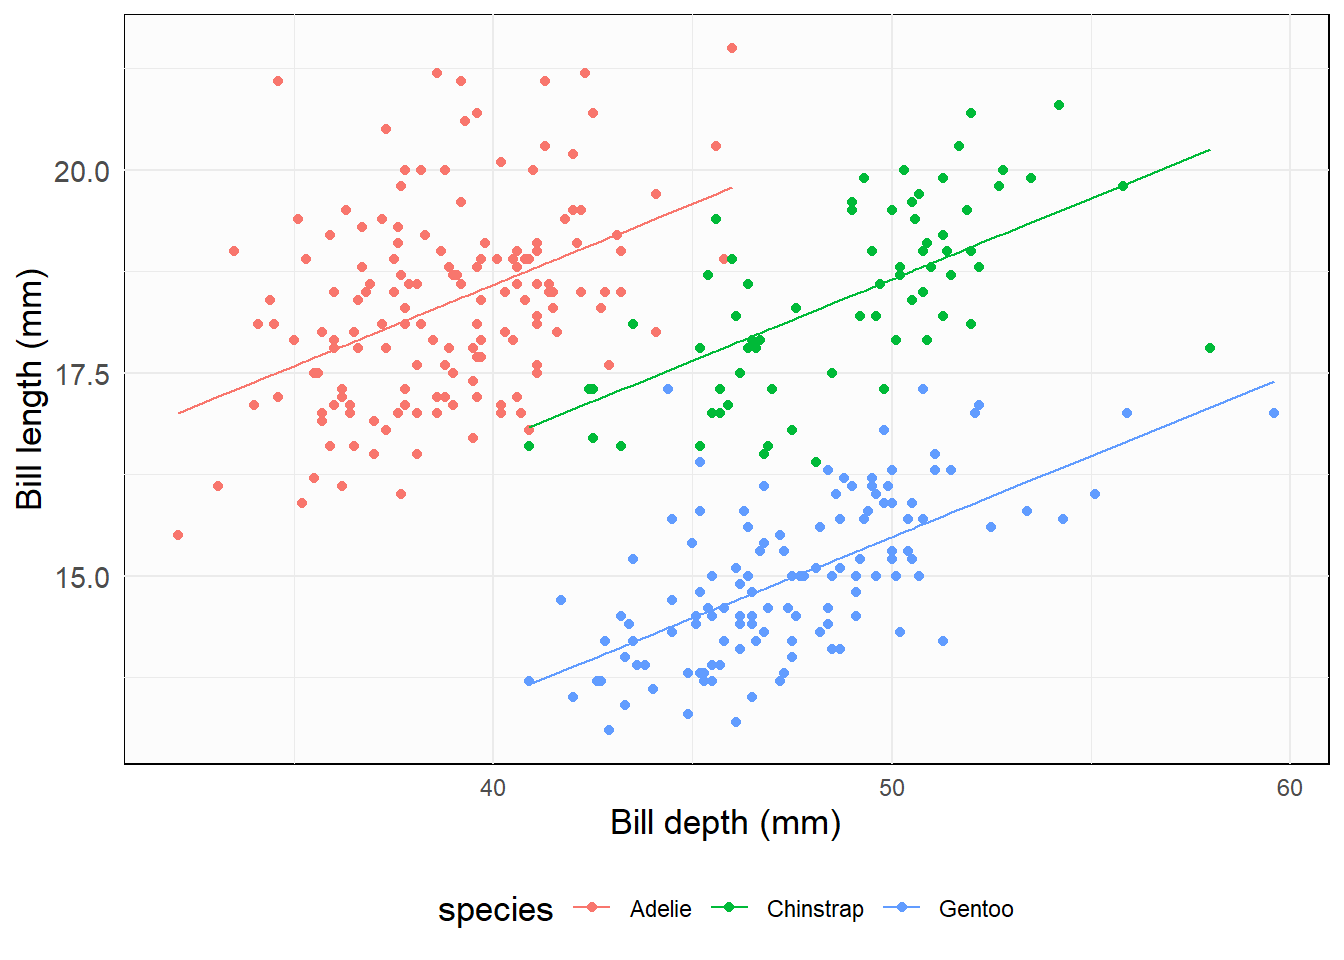 20.0
17.5
15.0
Bill length (mm)
40 50 60
Bill depth (mm)
species Adelie Chinstrap Gentoo